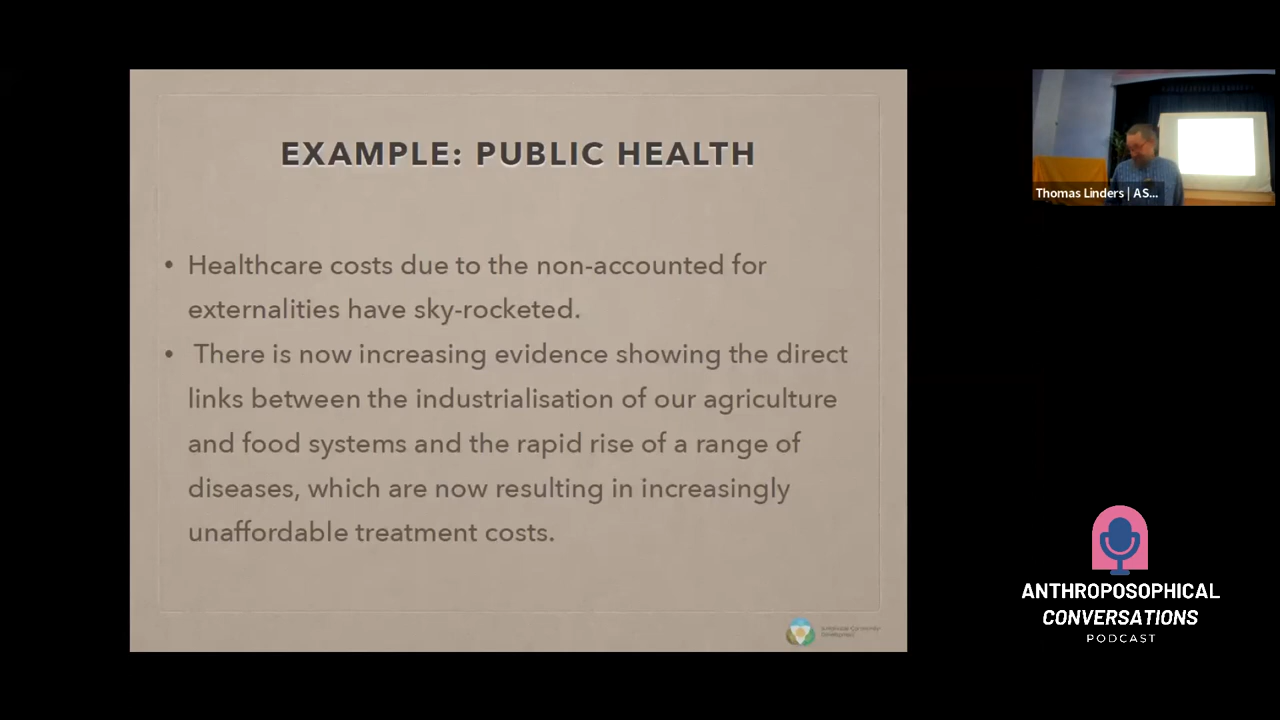 EXAMPLE: PUBLIC HEALTH
• Healthcare costs due to the non-accounted for
externalities have sky-rocketed.
• There is now increasing evidence showing the direct
links between the industrialisation of our agriculture
and food systems and the rapid rise of a range of
diseases, which are now resulting in increasingly
unaffordable treatment costs.
Thomas Linders | AS...
ANTHROPOSOPHICAL
CONVERSATIONS
PODCAST